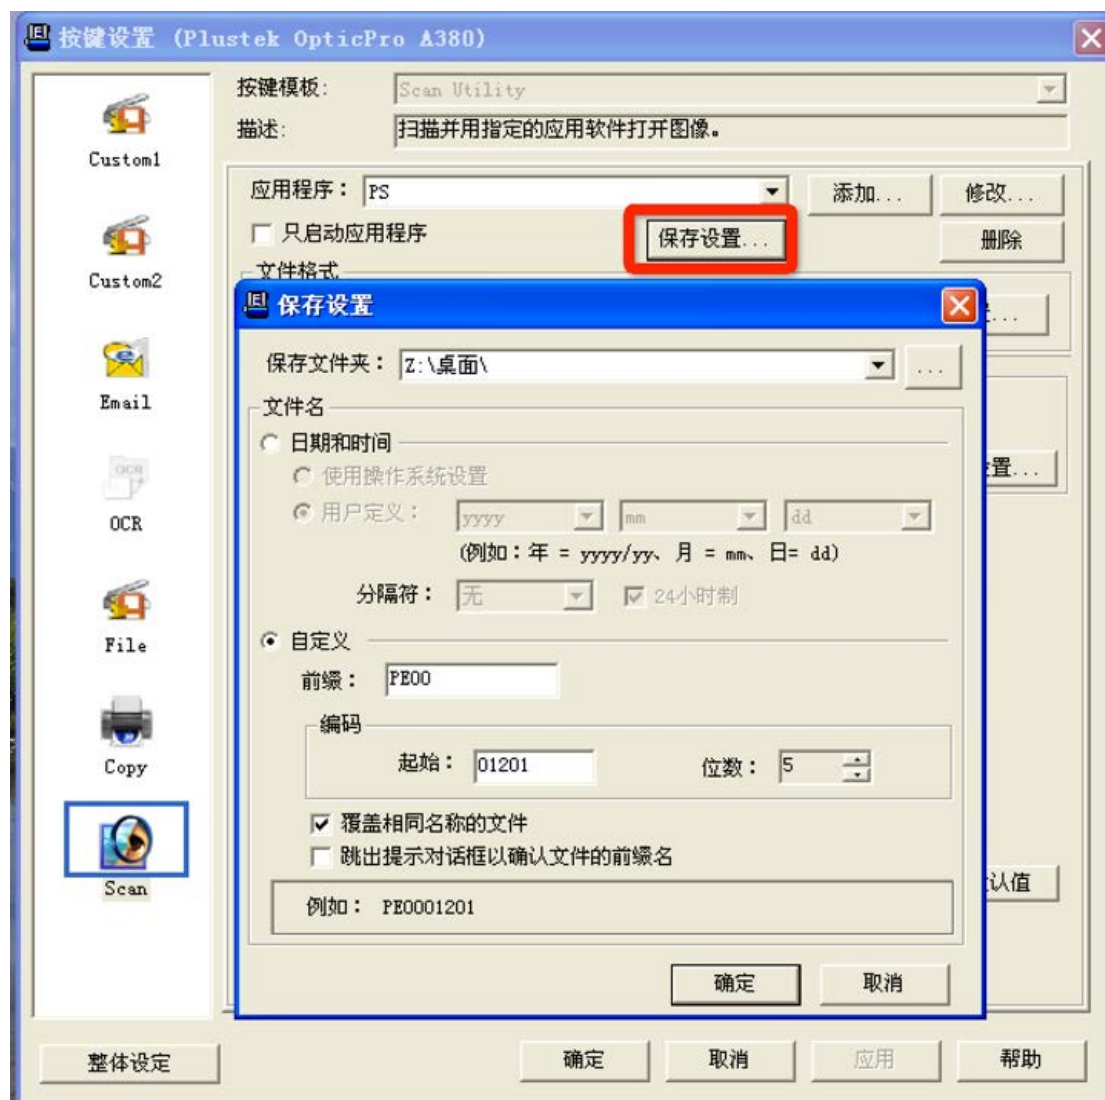 按键设置 (Plustek OpticPro A380)
按键模板: Scan Utility
描述: 扫描并用指定的应用软件打开图像。
Custom1
应用程序: PS 添加... 修改...
只启动应用程序 保存设置... 删除
文件格式
Custom2
保存设置
...
保存文件夹: Z:\桌面\ ...
Email
文件名
日期和时间
使用操作系统设置
置...
用户定义: yyyy mm dd
OCR
(例如:年 = yyyy/yy、月 = mm、日= dd)
分隔符: 无 24小时制
File
自定义
前缀: PE00
编码
起始: 01201 位数: 5
Copy
覆盖相同名称的文件
跳出提示对话框以确认文件的前缀名
Scan
认值
例如: PE0001201
确定 取消
整体设定 确定 取消 应用 帮助